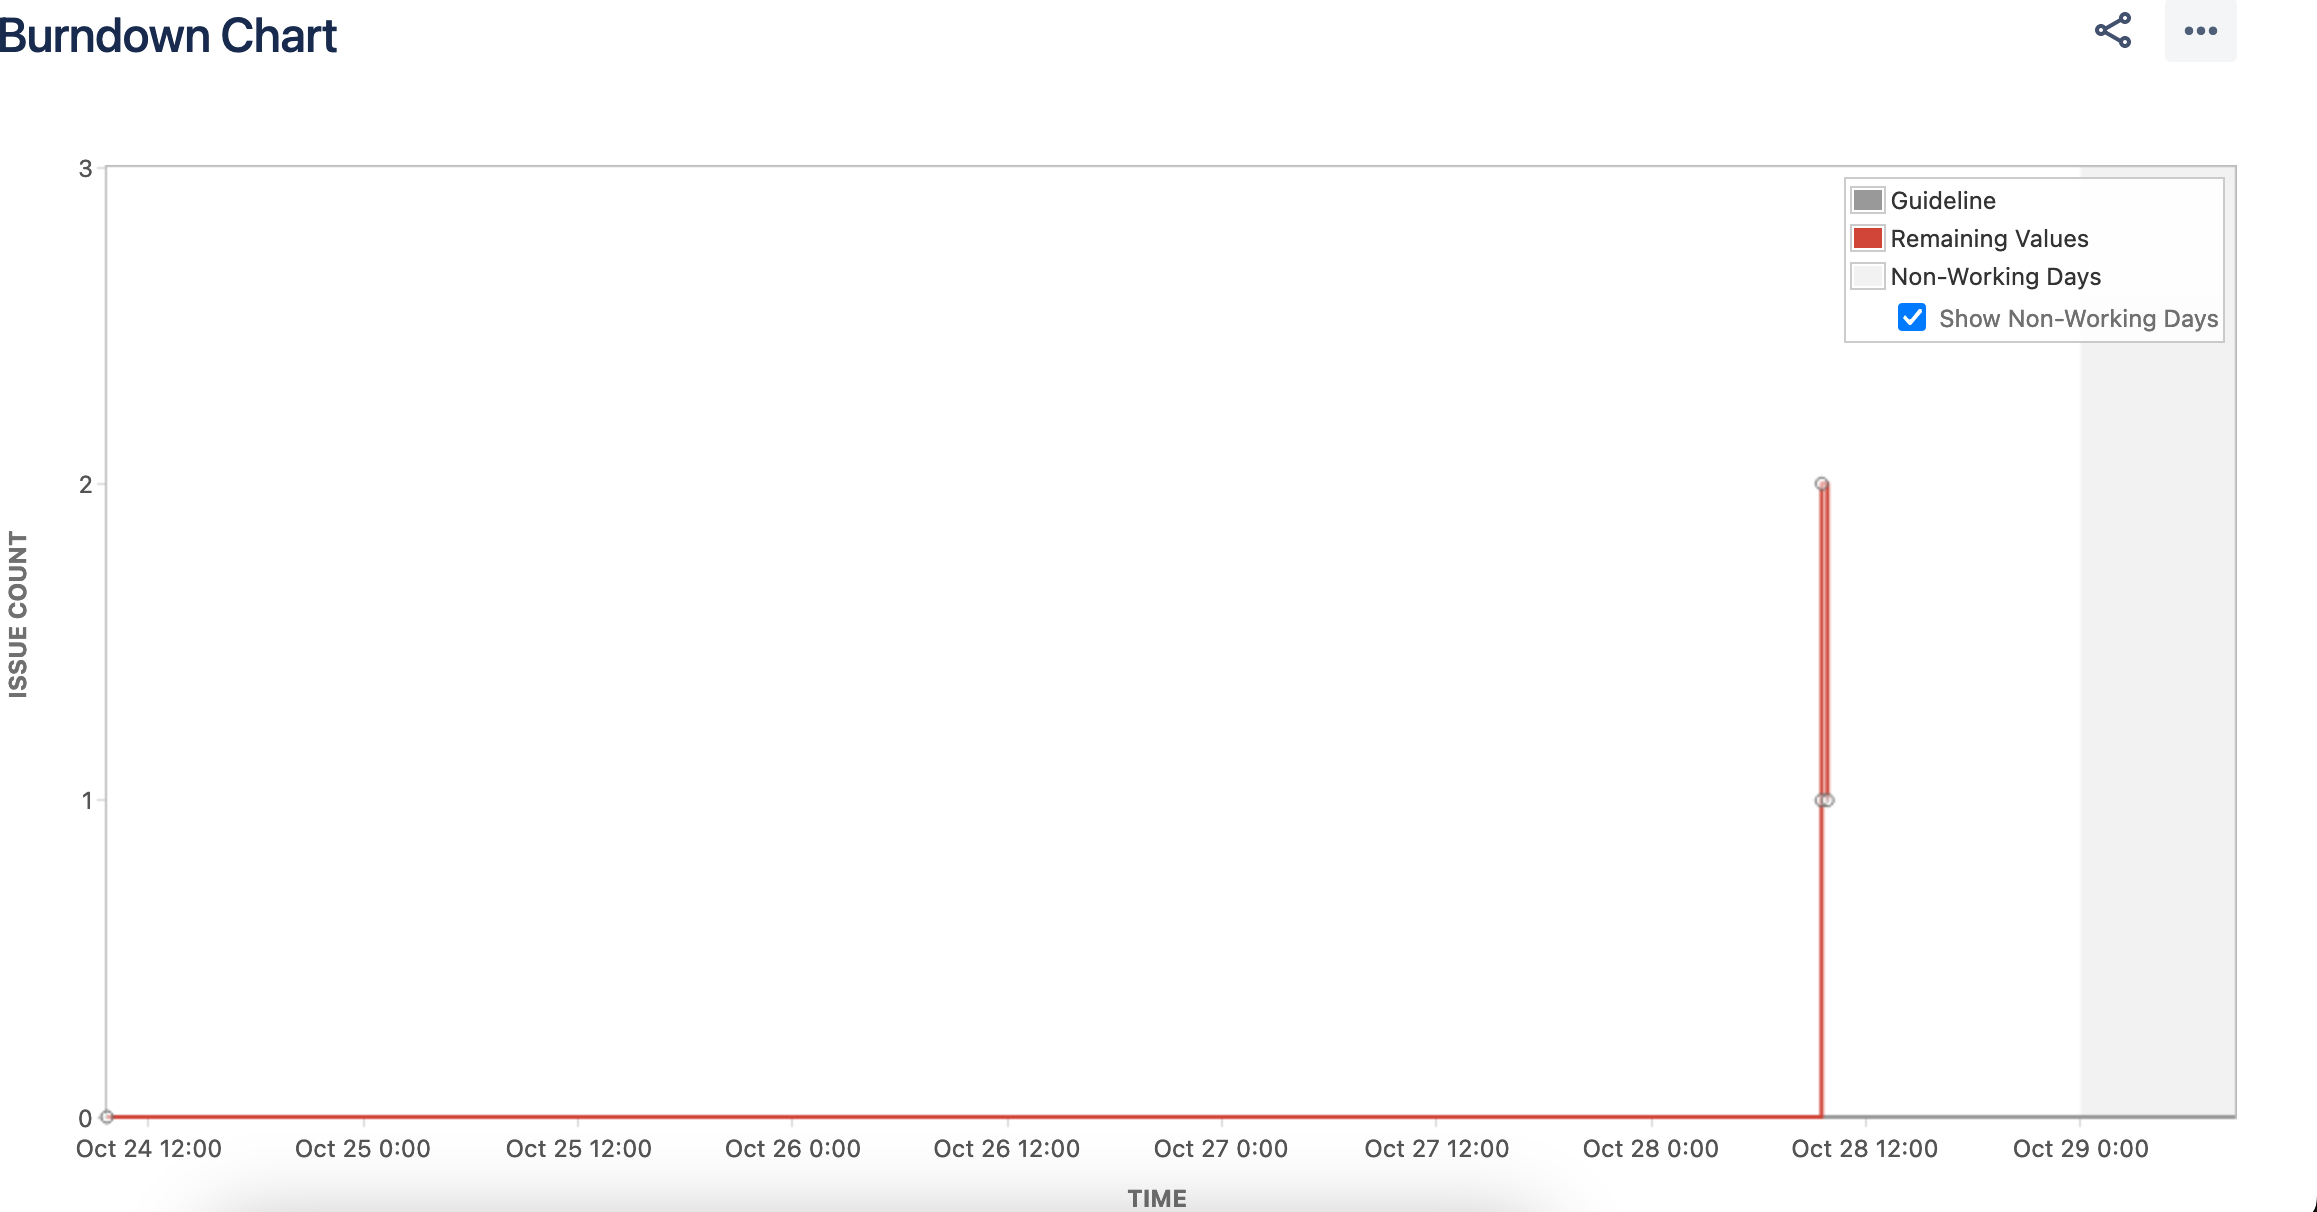 Burndown Chart
3
Guideline
Remaining Values
Non-Working Days
Show Non-Working Days
2
ISSUE COUNT
1
0
Oct 24 12:00 Oct 25 0:00 Oct 25 12:00 Oct 26 0:00 Oct 26 12:00 Oct 27 0:00 Oct 27 12:00 Oct 28 0:00 Oct 28 12:00 Oct 29 0:00
TIME